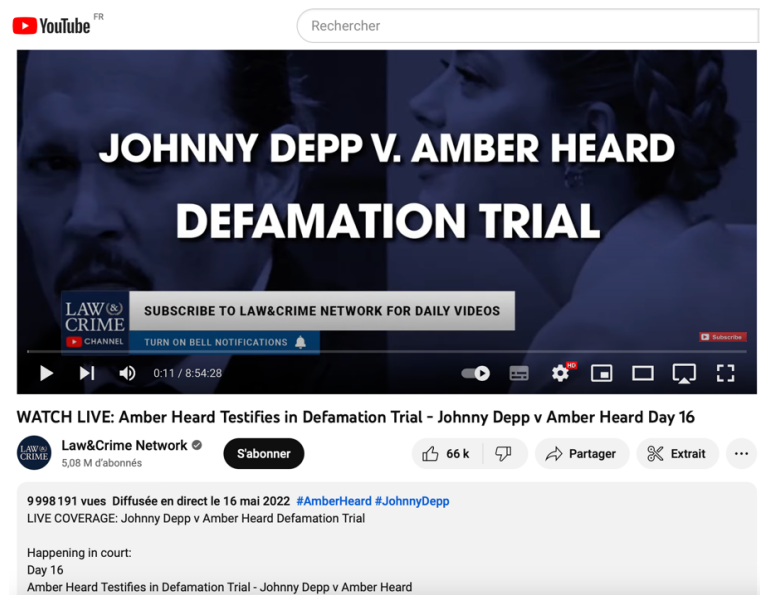 YouTube FR
Rechercher
JOHNNY DEPP V. AMBER HEARD
DEFAMATION TRIAL
LAW & CRIME
CHANNEL
SUBSCRIBE TO LAW&CRIME NETWORK FOR DAILY VIDEOS
TURN ON BELL NOTIFICATIONS
Subscribe
0:11 / 8:54:28
HD
WATCH LIVE: Amber Heard Testifies in Defamation Trial - Johnny Depp v Amber Heard Day 16
LAW & CRIME
Law&Crime Network
5,08 M d'abonnés
S'abonner
66 k
Partager
Extrait
9 998 191 vues Diffusée en direct le 16 mai 2022 #AmberHeard #JohnnyDepp
LIVE COVERAGE: Johnny Depp v Amber Heard Defamation Trial
Happening in court:
Day 16
Amber Heard Testifies in Defamation Trial - Johnny Depp v Amber Heard